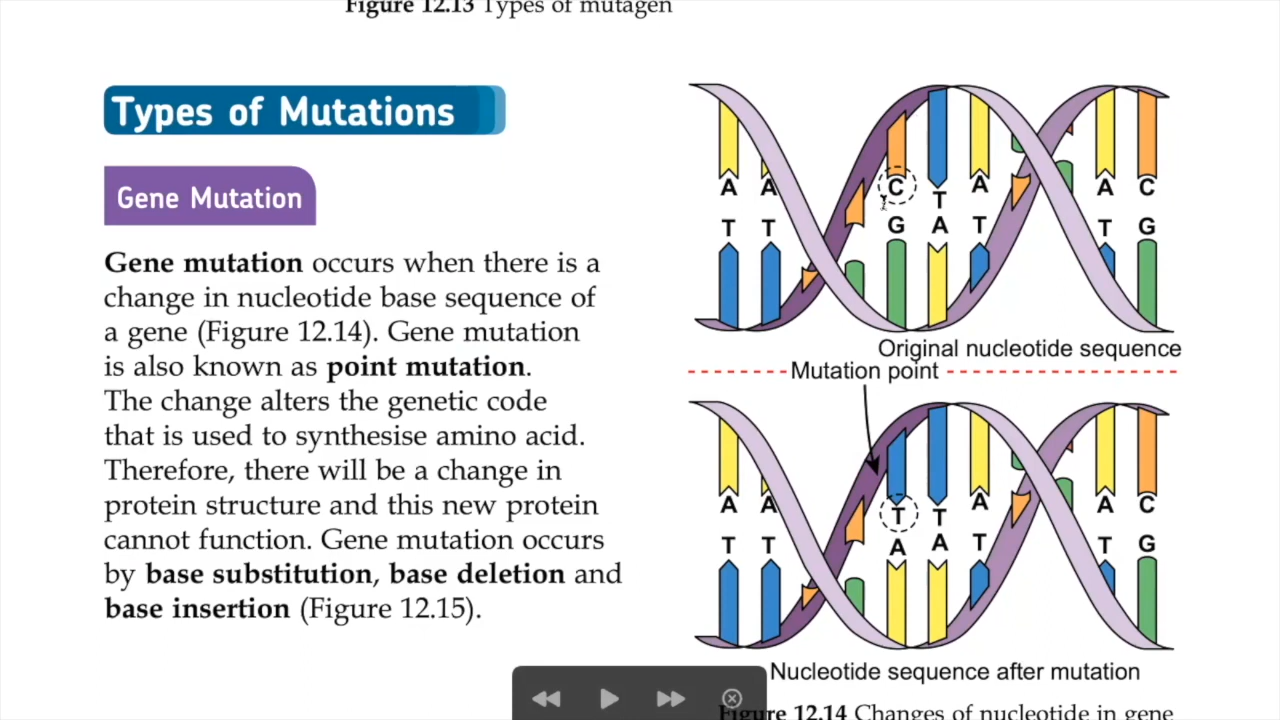 Figure 12.13 Types of mutagen
Types of Mutations
Gene Mutation
Gene mutation occurs when there is a
change in nucleotide base sequence of
a gene (Figure 12.14). Gene mutation
is also known as point mutation.
The change alters the genetic code
that is used to synthesise amino acid.
Therefore, there will be a change in
protein structure and this new protein
cannot function. Gene mutation occurs
by base substitution, base deletion and
base insertion (Figure 12.15).
A A C T A A C
T T G A T T G
Original nucleotide sequence
Mutation point
A A T T A A C
T T A A T T G
Nucleotide sequence after mutation
Figure 12.14 Changes of nucleotide in gene